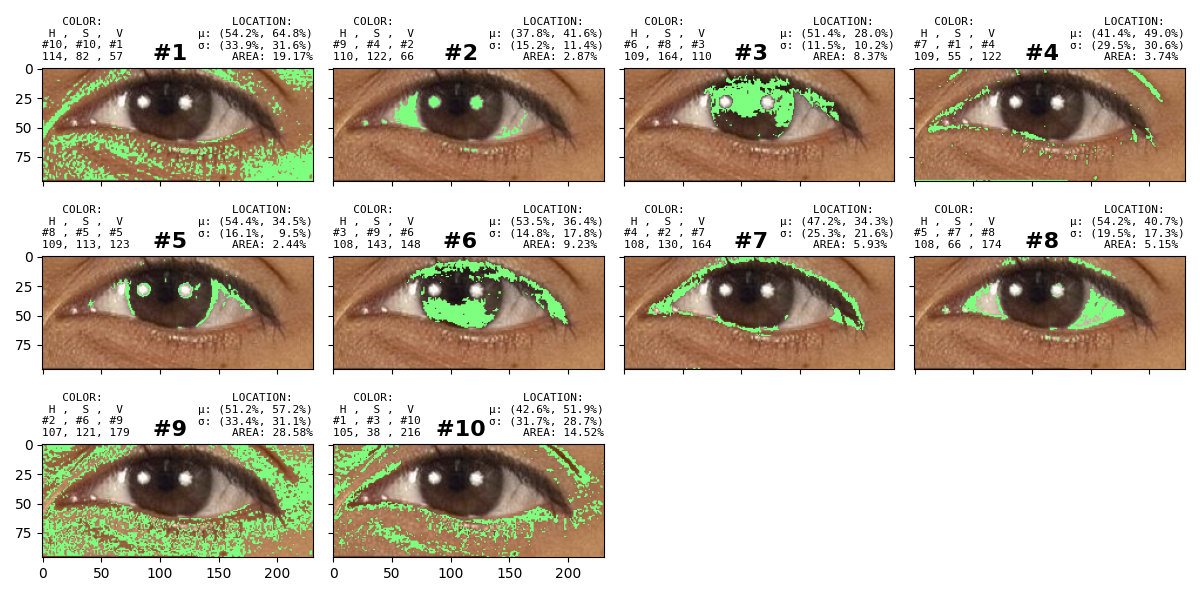 COLOR: LOCATION:
H , S , V μ: (54.2%, 64.8%)
#10, #10, #1 σ: (33.9%, 31.6%)
114, 82 , 57 #1 AREA: 19.17%
0
25
50
75
COLOR: LOCATION:
H , S , V μ: (37.8%, 41.6%)
#9 , #4 , #2 σ: (15.2%, 11.4%)
110, 122, 66 #2 AREA: 2.87%
COLOR: LOCATION:
H , S , V μ: (51.4%, 28.0%)
#6 , #8 , #3 σ: (11.5%, 10.2%)
109, 164, 110 #3 AREA: 8.37%
COLOR: LOCATION:
H , S , V μ: (41.4%, 49.0%)
#7 , #1 , #4 σ: (29.5%, 30.6%)
109, 55 , 122 #4 AREA: 3.74%
COLOR: LOCATION:
H , S , V μ: (54.4%, 34.5%)
#8 , #5 , #5 σ: (16.1%, 9.5%)
109, 113, 123 #5 AREA: 2.44%
0
25
50
75
COLOR: LOCATION:
H , S , V μ: (53.5%, 36.4%)
#3 , #9 , #6 σ: (14.8%, 17.8%)
108, 143, 148 #6 AREA: 9.23%
COLOR: LOCATION:
H , S , V μ: (47.2%, 34.3%)
#4 , #2 , #7 σ: (25.3%, 21.6%)
108, 130, 164 #7 AREA: 5.93%
COLOR: LOCATION:
H , S , V μ: (54.2%, 40.7%)
#5 , #7 , #8 σ: (19.5%, 17.3%)
108, 66 , 174 #8 AREA: 5.15%
COLOR: LOCATION:
H , S , V μ: (51.2%, 57.2%)
#2 , #6 , #9 σ: (33.4%, 31.1%)
107, 121, 179 #9 AREA: 28.58%
0
25
50
75
0 50 100 150 200
COLOR: LOCATION:
H , S , V μ: (42.6%, 51.9%)
#1 , #3 , #10 σ: (31.7%, 28.7%)
105, 38 , 216 #10 AREA: 14.52%
0 50 100 150 200